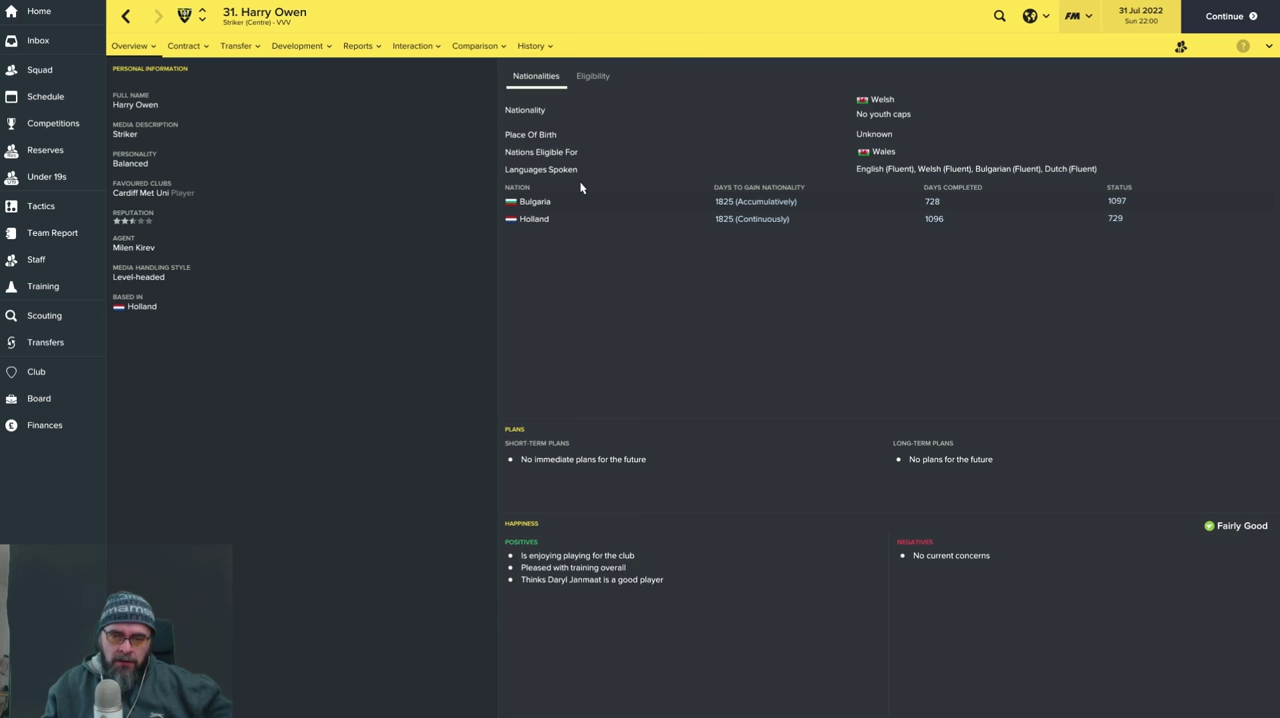 Home
Inbox
Squad
Schedule
Competitions
Reserves
Under 19s
Tactics
Team Report
Staff
Training
Scouting
Transfers
Club
Board
Finances
31. Harry Owen
Striker (Centre) - VVV
FM
31 Jul 2022
Sun 22:00
Continue
Overview
Contract
Transfer
Development
Reports
Interaction
Comparison
History
PERSONAL INFORMATION
FULL NAME
Harry Owen
MEDIA DESCRIPTION
Striker
PERSONALITY
Balanced
FAVOURED CLUBS
Cardiff Met Uni Player
REPUTATION
AGENT
Milen Kirev
MEDIA HANDLING STYLE
Level-headed
BASED IN
Holland
Nationalities Eligibility
Nationality
Welsh
No youth caps
Place Of Birth Unknown
Nations Eligible For Wales
Languages Spoken English (Fluent), Welsh (Fluent), Bulgarian (Fluent), Dutch (Fluent)
NATION DAYS TO GAIN NATIONALITY DAYS COMPLETED STATUS
Bulgaria 1825 (Accumulatively) 728 1097
Holland 1825 (Continuously) 1096 729
PLANS
SHORT-TERM PLANS
No immediate plans for the future
LONG-TERM PLANS
No plans for the future
HAPPINESS
Fairly Good
POSITIVES
Is enjoying playing for the club
Pleased with training overall
Thinks Daryl Janmaat is a good player
NEGATIVES
No current concerns